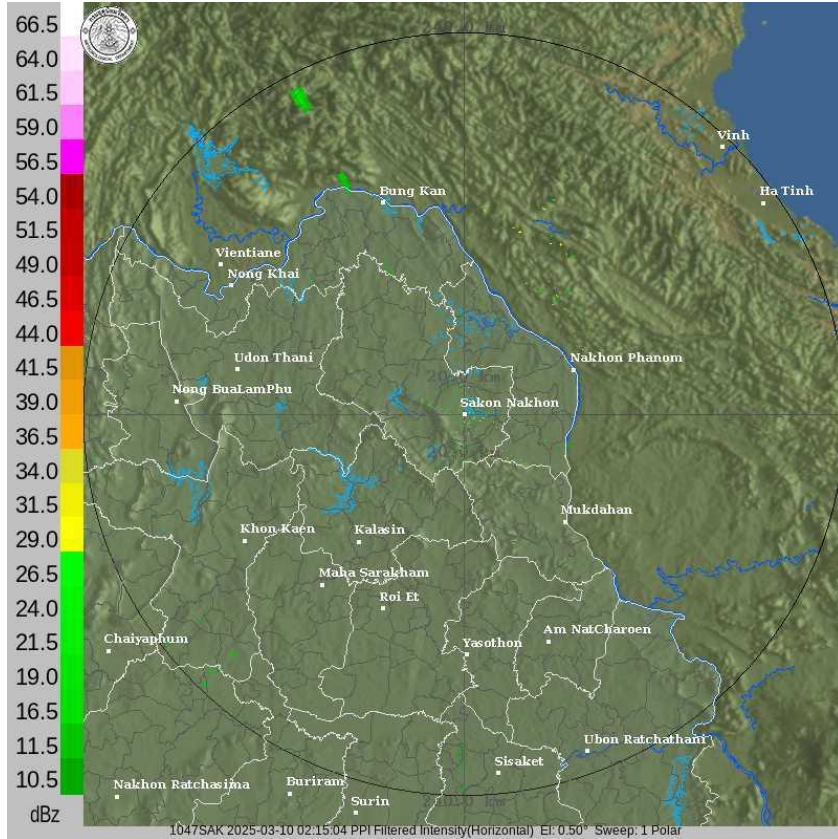 66.5
64.0
61.5
59.0
56.5
54.0
51.5
49.0
46.5
44.0
41.5
39.0
36.5
34.0
31.5
29.0
26.5
24.0
21.5
19.0
16.5
11.5
10.5
dBz
Vinh
Bung Kan
Ha Tinh
Vientiane
Nong Khai
Udon Thani
Nakhon Phanom
Nong BuaLamPhu
Sakon Nakhon
Mukdahan
Khon Kaen
Kalasin
Maha Sarakham
Roi Et
Chaiyaphum
Yasothon
Am NatCharoen
Ubon Ratchathani
Sisaket
Nakhon Ratchasima
Buriram
Surin
1047SAK 2025-03-10 02:15:04 PPI Filtered Intensity(Horizontal) El: 0.50° Sweep: 1 Polar